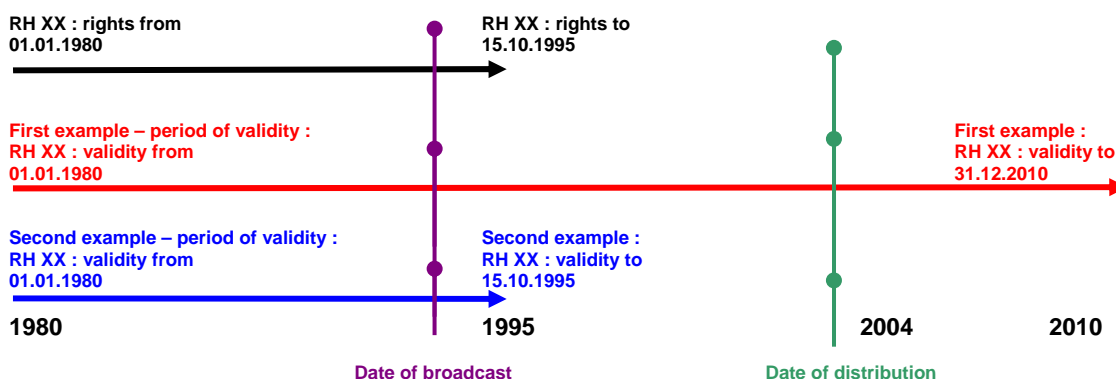 RH XX : rights from
01.01.1980
RH XX : rights to
15.10.1995
First example – period of validity :
RH XX : validity from
01.01.1980
First example :
RH XX : validity to
31.12.2010
Second example – period of validity :
RH XX : validity from
01.01.1980
Second example :
RH XX : validity to
15.10.1995
1980
1995
2004
2010
Date of broadcast
Date of distribution